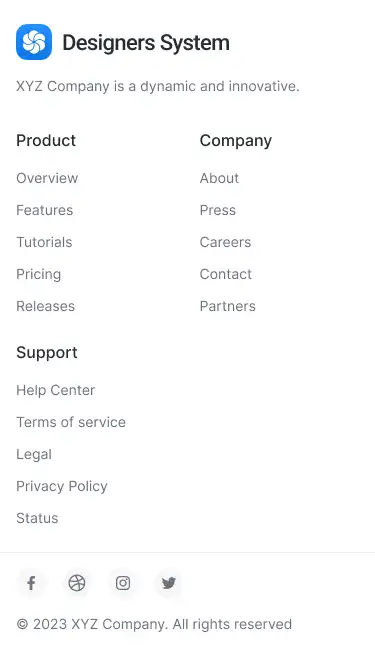 Designers System
XYZ Company is a dynamic and innovative.
Product
Overview
Features
Tutorials
Pricing
Releases
Company
About
Press
Careers
Contact
Partners
Support
Help Center
Terms of service
Legal
Privacy Policy
Status
© 2023 XYZ Company. All rights reserved